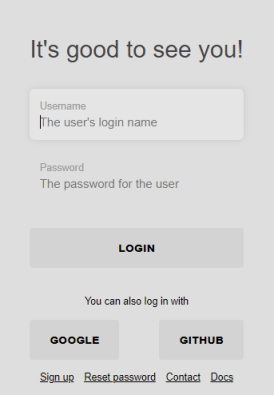 It's good to see you!
Username
The user's login name
Password
The password for the user
LOGIN
You can also log in with
GOOGLE GITHUB
Sign up Reset password Contact Docs